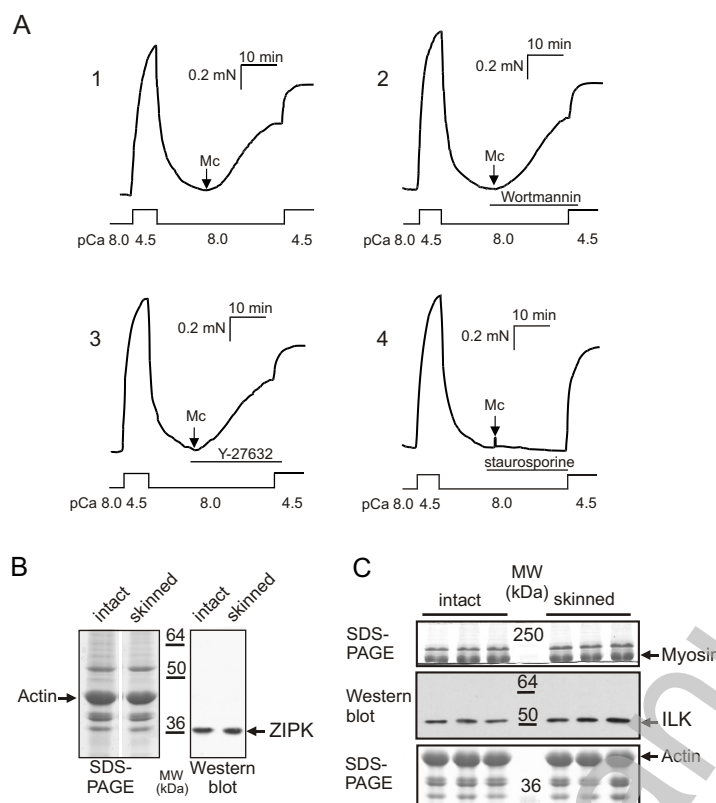 A
1
10 min
0.2 mN
Mc
pCa 8.0 4.5 8.0 4.5
2
10 min
0.2 mN
Mc
Wortmannin
pCa 8.0 4.5 8.0 4.5
3
10 min
0.2 mN
Mc
Y-27632
pCa 8.0 4.5 8.0 4.5
4
10 min
0.2 mN
Mc
staurosporine
pCa 8.0 4.5 8.0 4.5
B
intact
skinned
64
50
36
Actin
SDS-
PAGE
MW
(kDa)
intact
skinned
ZIPK
Western
blot
C
intact
MW
(kDa)
skinned
SDS-
PAGE
250
Myosin
Western
blot
64
50
ILK
SDS-
PAGE
36
Actin